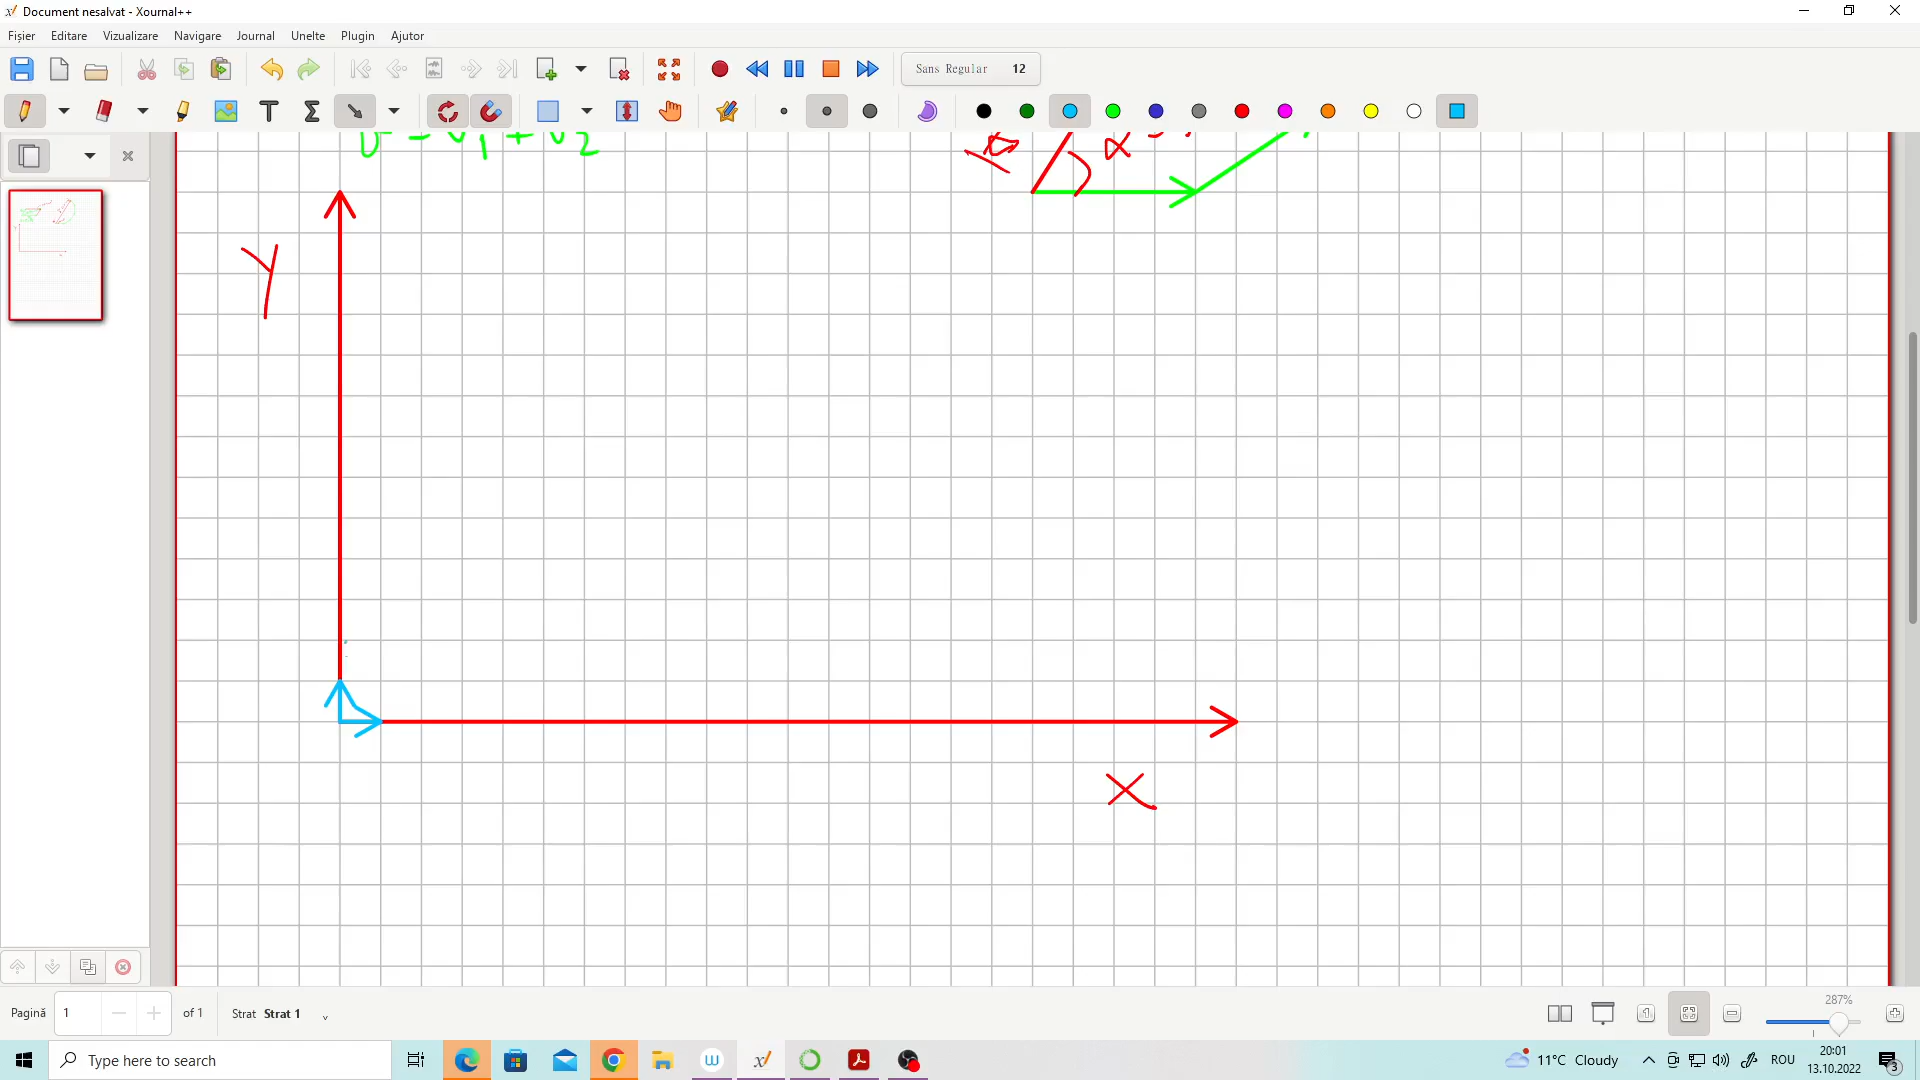 Document nesalvat - Xournal++
Fișier Editare Vizualizare Navigare Journal Unelte Plugin Ajutor
Sans Regular 12
T Σ
Y
α
X
Pagină 1 of 1 Strat Strat 1
287%
Type here to search
11°C Cloudy
ROU
20:01
13.10.2022
3